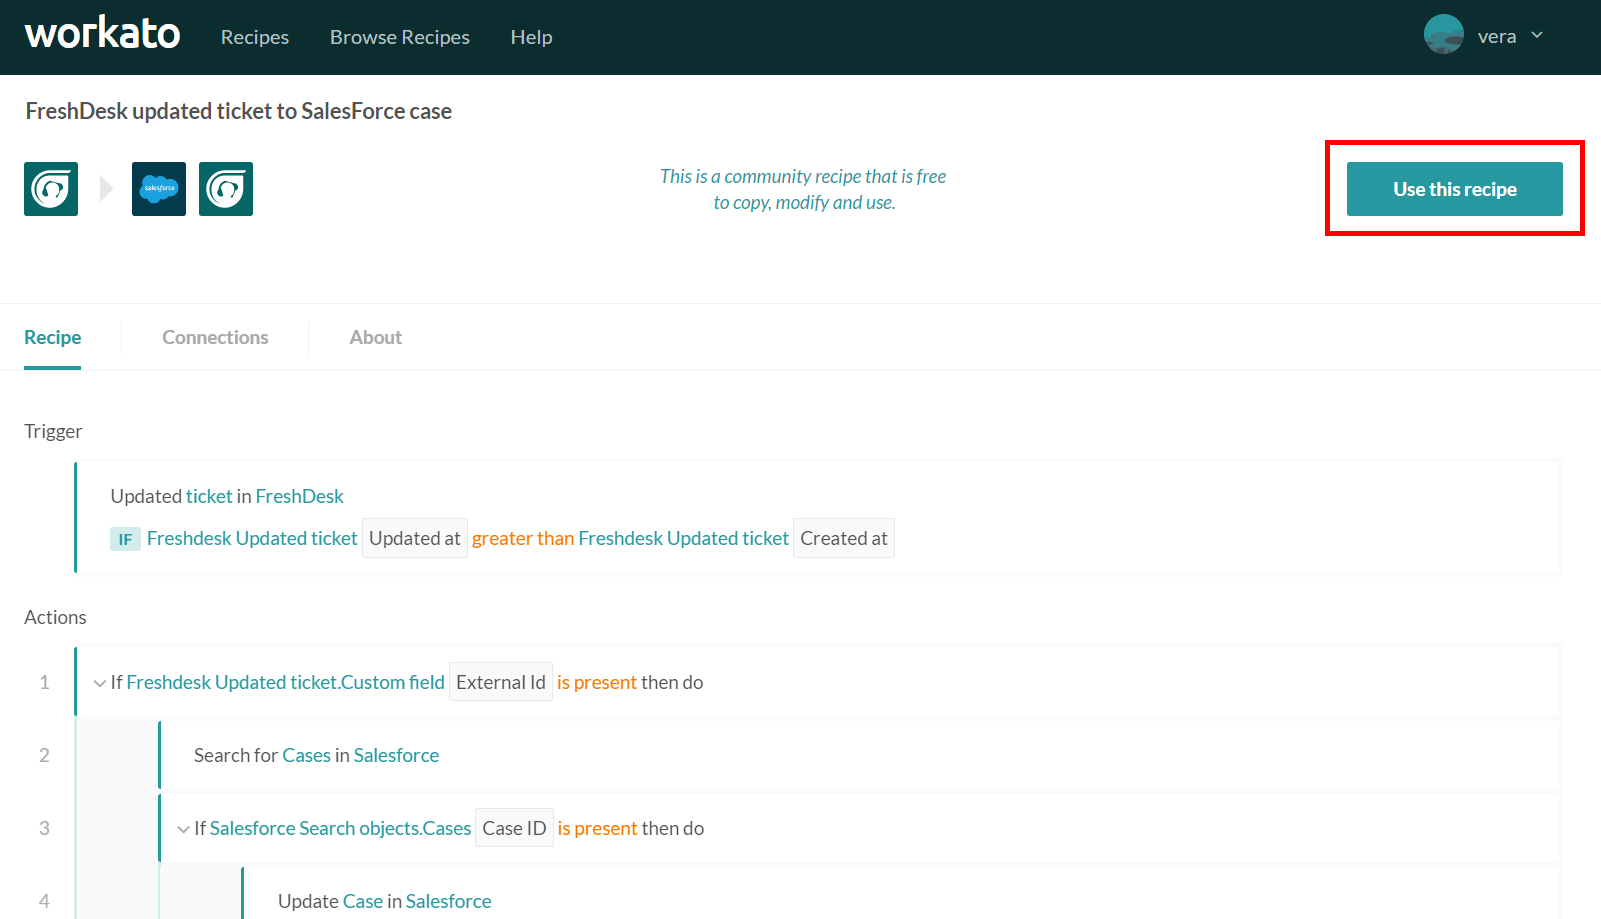 workato Recipes Browse Recipes Help vera
FreshDesk updated ticket to SalesForce case
salesforce
This is a community recipe that is free
to copy, modify and use.
Use this recipe
Recipe Connections About
Trigger
Updated ticket in FreshDesk
IF Freshdesk Updated ticket Updated at greater than Freshdesk Updated ticket Created at
Actions
1 If Freshdesk Updated ticket.Custom field External Id is present then do
2 Search for Cases in Salesforce
3 If Salesforce Search objects.Cases Case ID is present then do
4 Update Case in Salesforce